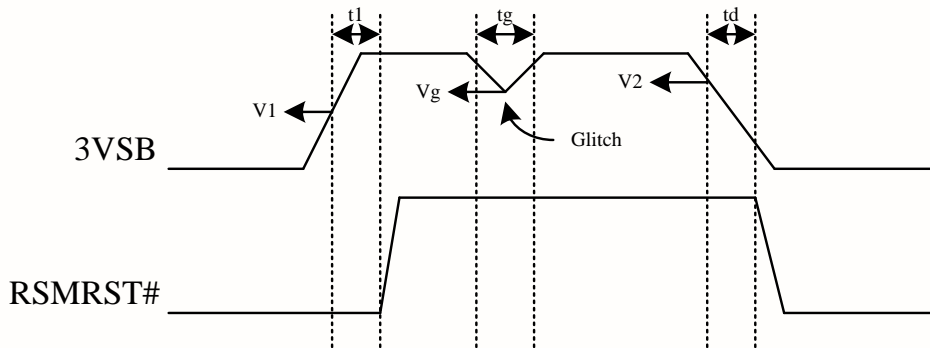 t1
tg
td
V1
Vg
V2
Glitch
3VSB
RSMRST#